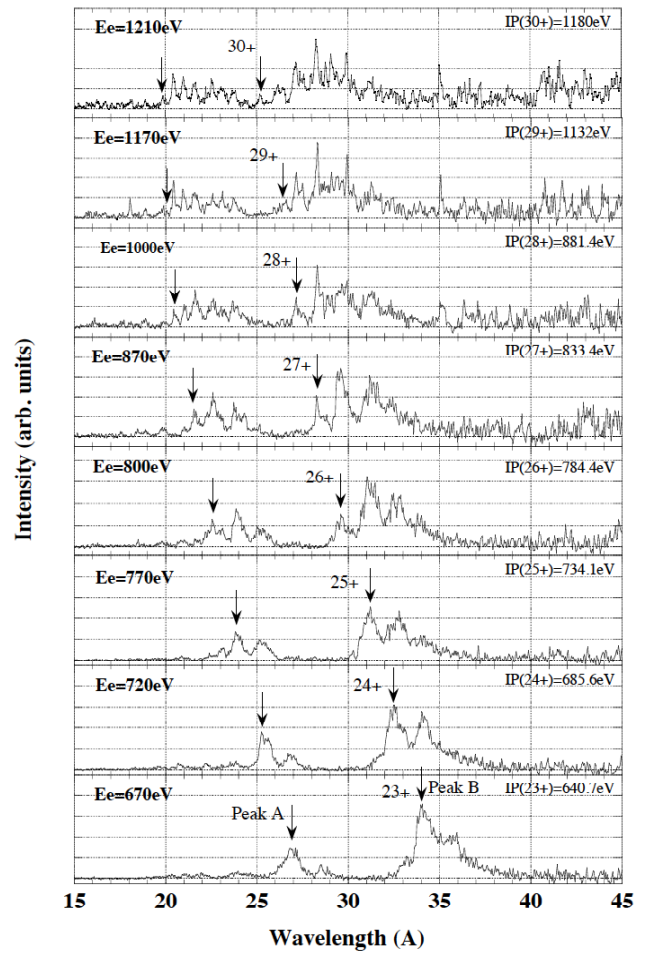 Ee=1210eV
30+
IP(30+)=1180eV
Ee=1170eV
29+
IP(29+)=1132eV
Ee=1000eV
28+
IP(28+)=881.4eV
Ee=870eV
27+
IP(27+)=833.4eV
Ee=800eV
26+
IP(26+)=784.4eV
Ee=770eV
25+
IP(25+)=734.1eV
Ee=720eV
24+
IP(24+)=685.6eV
Ee=670eV
Peak A
23+
Peak B
IP(23+)=640.7eV
Intensity (arb. units)
15 20 25 30 35 40 45
Wavelength (A)